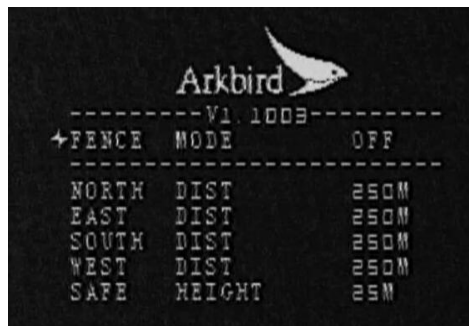 Arkbird
---------V1.1003---------
FENCE MODE OFF
-------------------------
NORTH DIST 250M
EAST DIST 250M
SOUTH DIST 250M
WEST DIST 250M
SAFE HEIGHT 25M